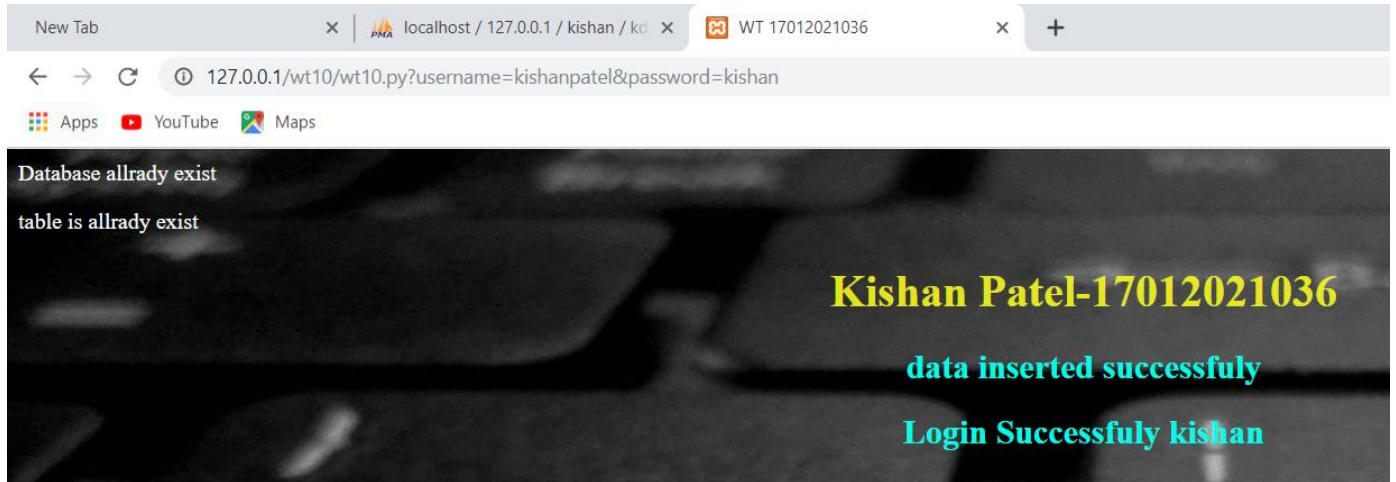 New Tab
localhost / 127.0.0.1 / kishan / kd
WT 17012021036
127.0.0.1/wt10/wt10.py?username=kishanpatel&password=kishan
Apps YouTube Maps
Database allrady exist
table is allrady exist
Kishan Patel-17012021036
data inserted successfuly
Login Successfuly kishan